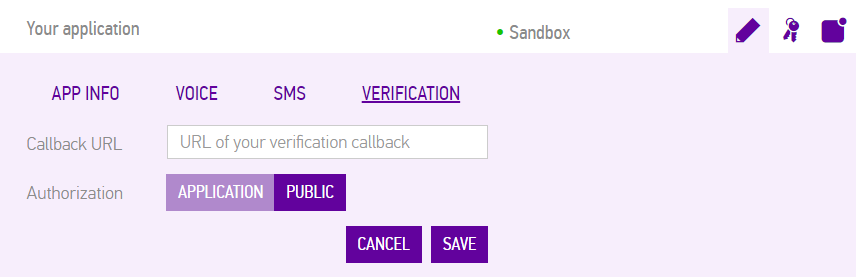 Your application
Sandbox
APP INFO VOICE SMS VERIFICATION
Callback URL URL of your verification callback
Authorization APPLICATION PUBLIC
CANCEL SAVE